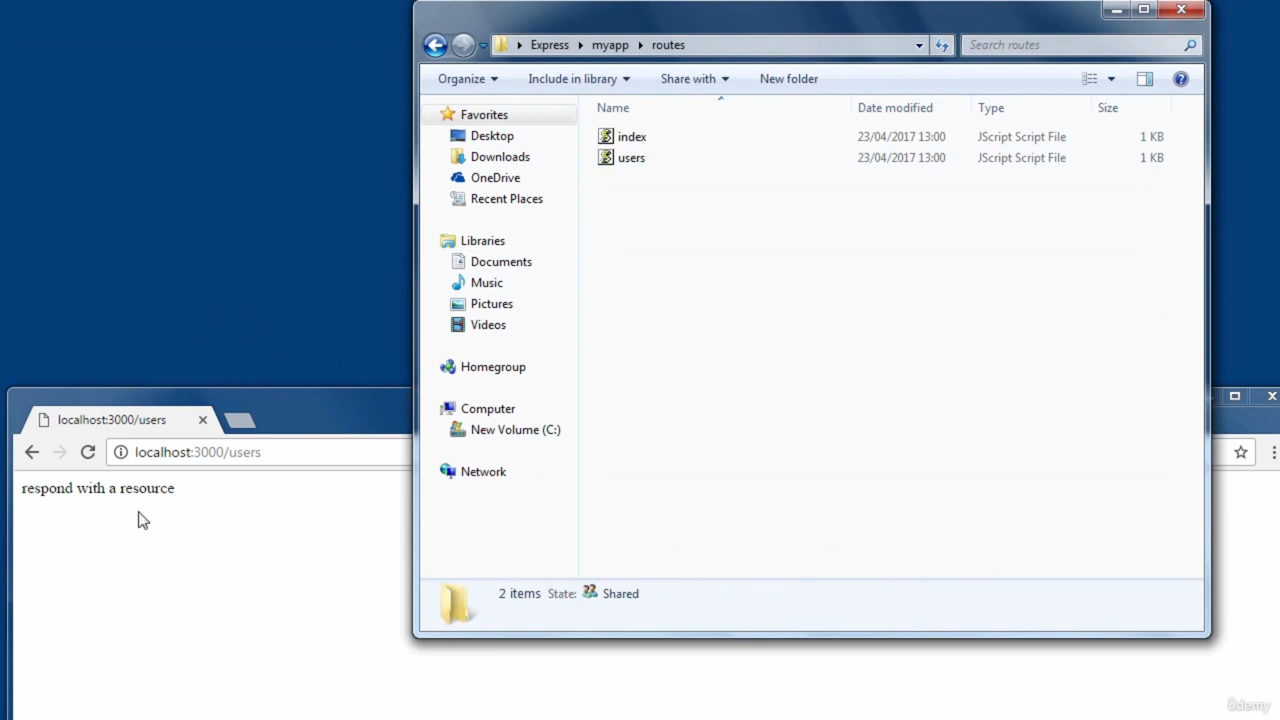 Express myapp routes
Search routes
Organize Include in library Share with New folder
Name Date modified Type Size
index 23/04/2017 13:00 JScript Script File 1 KB
users 23/04/2017 13:00 JScript Script File 1 KB
Favorites
Desktop
Downloads
OneDrive
Recent Places
Libraries
Documents
Music
Pictures
Videos
Homegroup
Computer
New Volume (C:)
Network
2 items State: Shared
localhost:3000/users
localhost:3000/users
respond with a resource
ûdemy